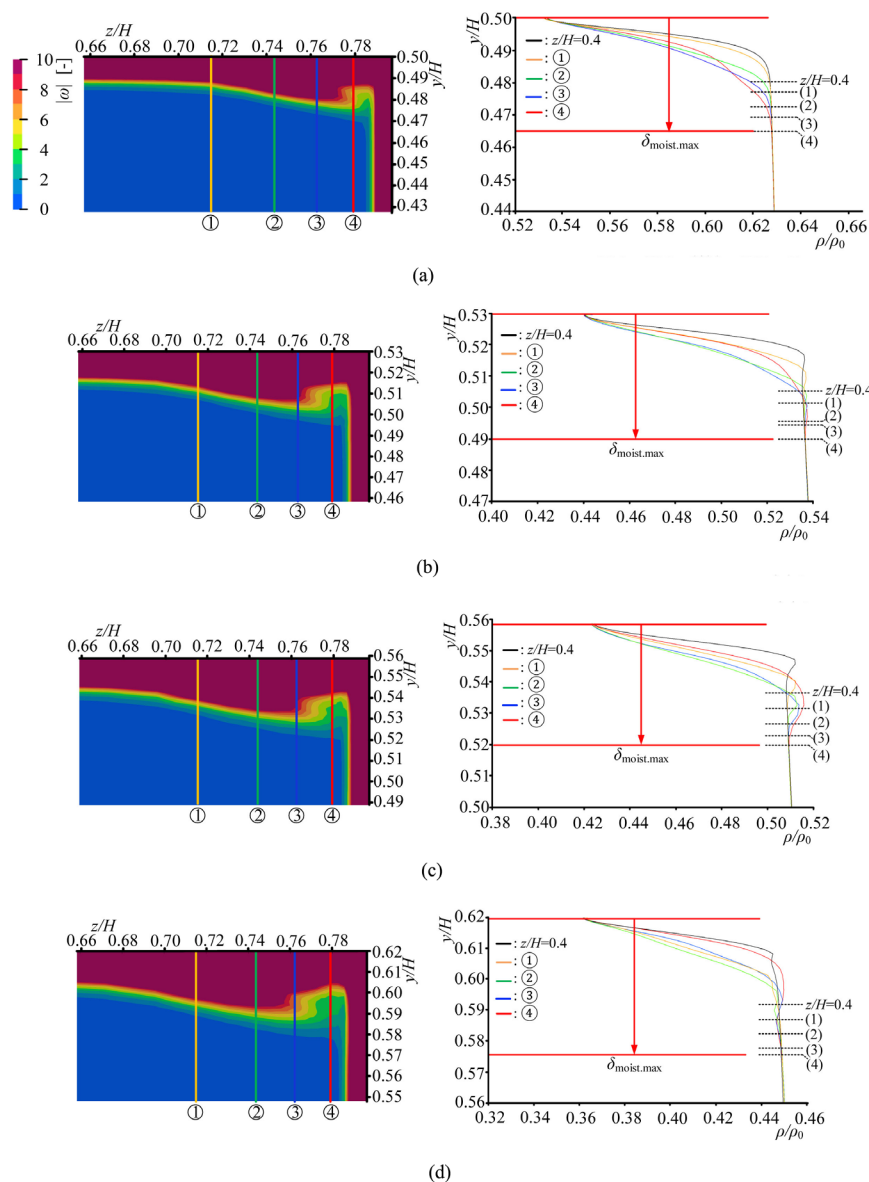 z/H
0.66 0.68 0.70 0.72 0.74 0.76 0.78
10
8
6
4
2
0
|ω| [-]
0.50
0.49
0.48
0.47
0.46
0.45
0.44
0.43
y/H
① ② ③ ④
y/H
0.50
0.49
0.48
0.47
0.46
0.45
0.44
: z/H=0.4
: ①
: ②
: ③
: ④
z/H=0.4
(1)
(2)
(3)
(4)
δmoist.max
0.52 0.54 0.56 0.58 0.60 0.62 0.64 0.66
ρ/ρ0
(a)
z/H
0.66 0.68 0.70 0.72 0.74 0.76 0.78
0.53
0.52
0.51
0.50
0.49
0.48
0.47
0.46
y/H
① ② ③ ④
y/H
0.53
0.52
0.51
0.50
0.49
0.48
0.47
: z/H=0.4
: ①
: ②
: ③
: ④
z/H=0.4
(1)
(2)
(3)
(4)
δmoist.max
0.40 0.42 0.44 0.46 0.48 0.50 0.52 0.54
ρ/ρ0
(b)
z/H
0.66 0.68 0.70 0.72 0.74 0.76 0.78
0.56
0.55
0.54
0.53
0.52
0.51
0.50
0.49
y/H
① ② ③ ④
y/H
0.56
0.55
0.54
0.53
0.52
0.51
0.50
: z/H=0.4
: ①
: ②
: ③
: ④
z/H=0.4
(1)
(2)
(3)
(4)
δmoist.max
0.38 0.40 0.42 0.44 0.46 0.48 0.50 0.52
ρ/ρ0
(c)
z/H
0.66 0.68 0.70 0.72 0.74 0.76 0.78
0.62
0.61
0.60
0.59
0.58
0.57
0.56
0.55
y/H
① ② ③ ④
y/H
0.62
0.61
0.60
0.59
0.58
0.57
0.56
: z/H=0.4
: ①
: ②
: ③
: ④
z/H=0.4
(1)
(2)
(3)
(4)
δmoist.max
0.32 0.34 0.36 0.38 0.40 0.42 0.44 0.46
ρ/ρ0
(d)